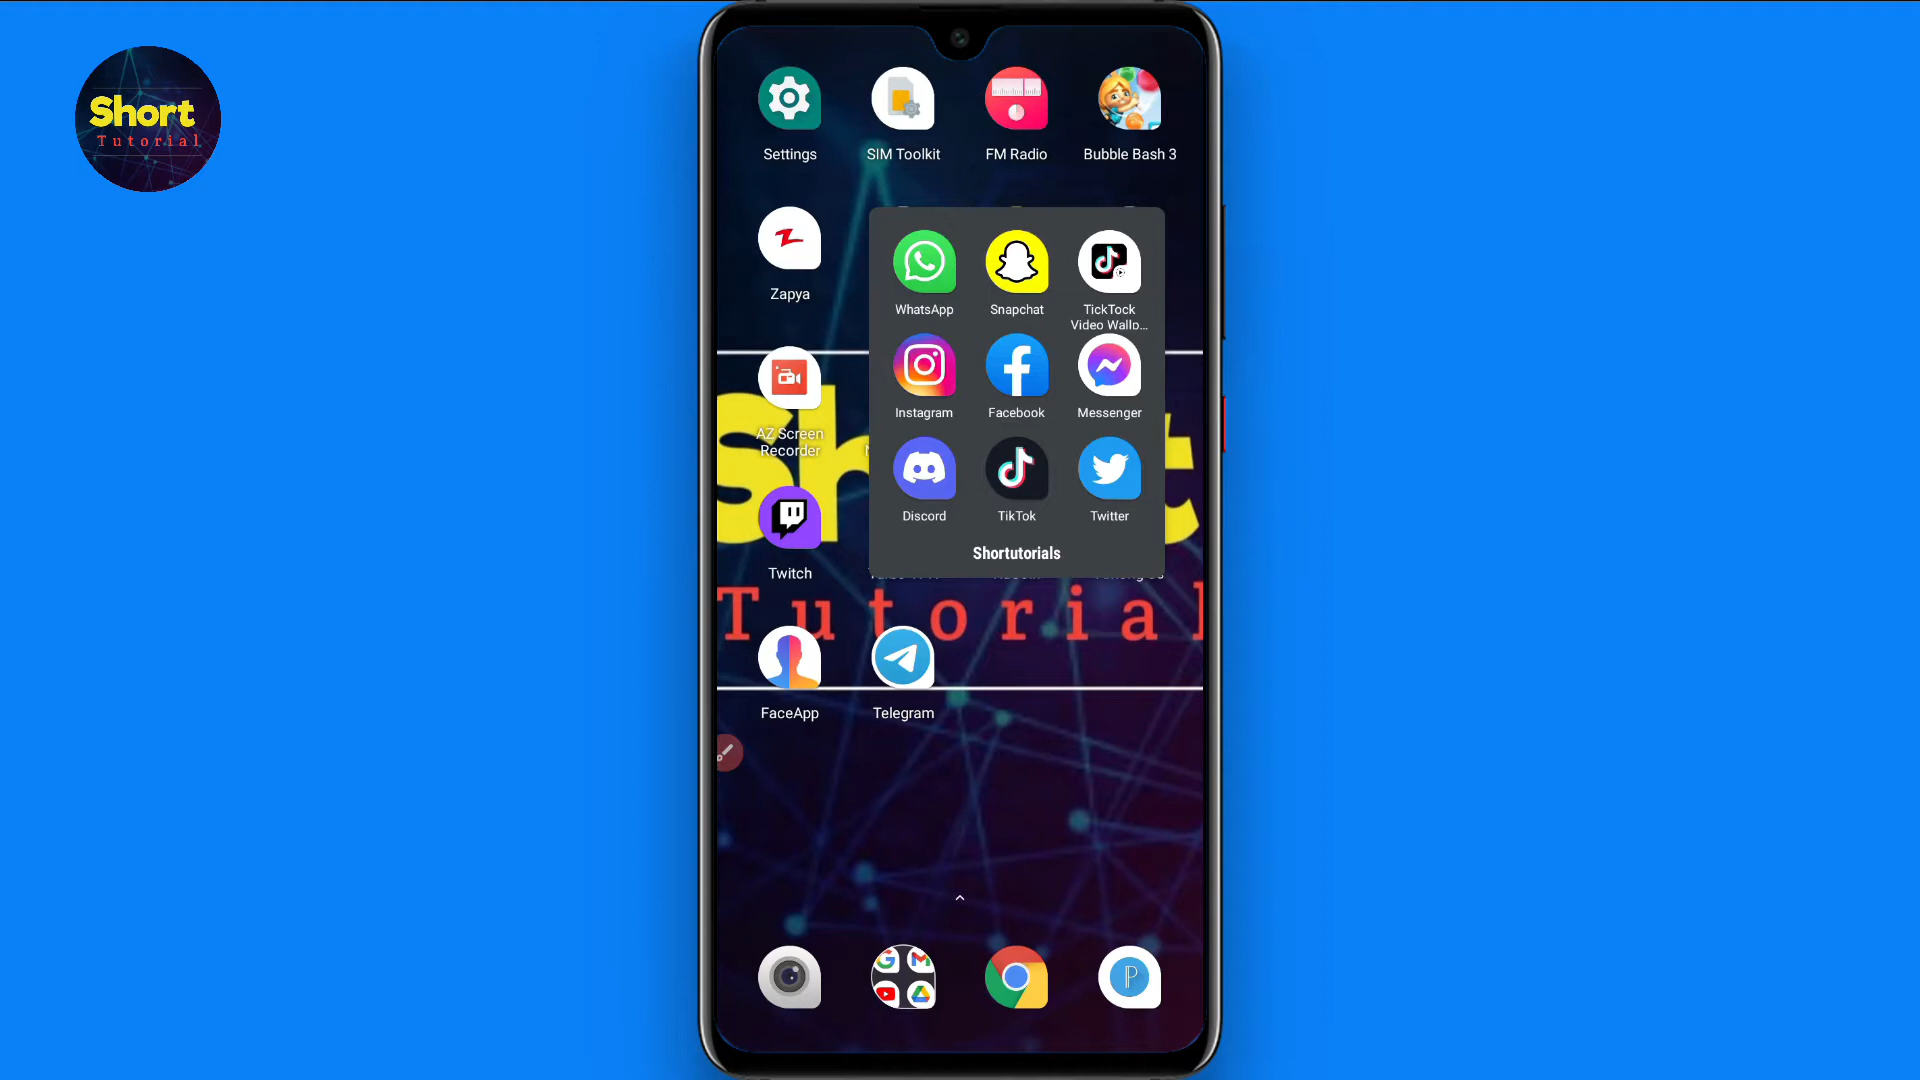 Short
Tutorial
Settings
SIM Toolkit
FM Radio
Bubble Bash 3
Zapya
WhatsApp
Snapchat
TickTock
Video Wallp...
Instagram
Facebook
Messenger
AZ Screen
Recorder
Discord
TikTok
Twitter
Shortutorials
Twitch
Tutorial
FaceApp
Telegram